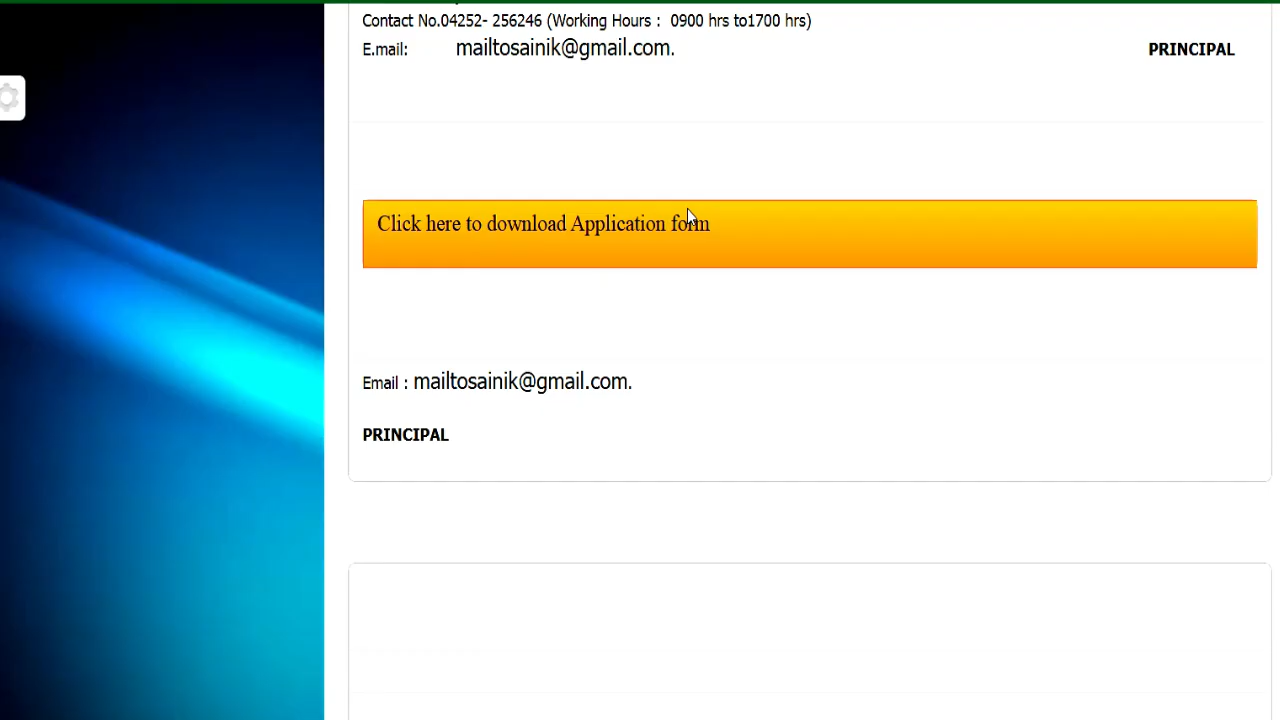 Contact No.04252- 256246 (Working Hours :  0900 hrs to1700 hrs)
E.mail: mailtosainik@gmail.com. PRINCIPAL
Click here to download Application form
Email : mailtosainik@gmail.com.
PRINCIPAL